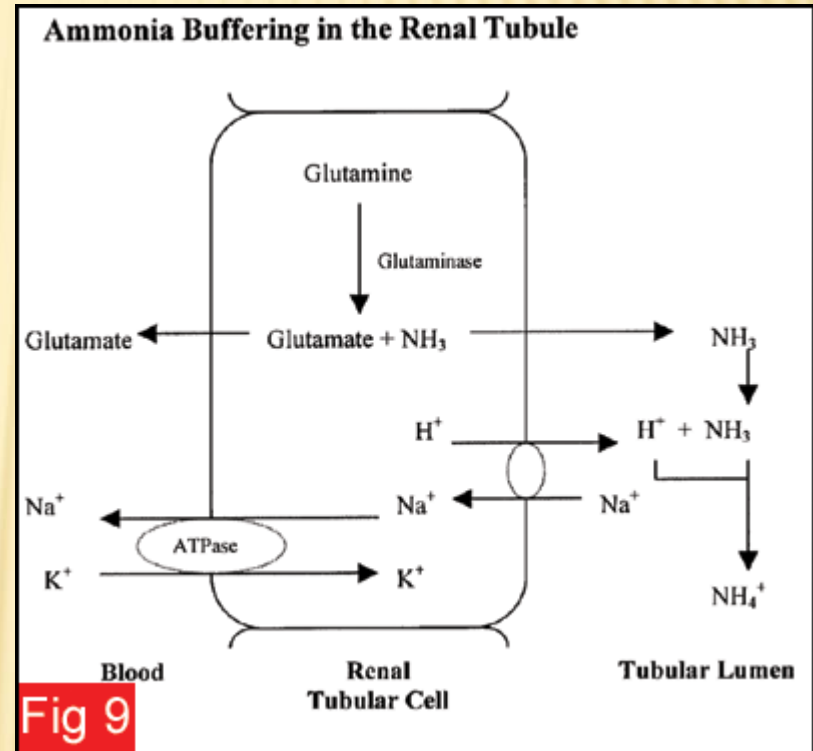 Ammonia Buffering in the Renal Tubule
Glutamine
Glutaminase
Glutamate Glutamate + NH₃ NH₃
H⁺ H⁺ + NH₃
Na⁺ Na⁺ Na⁺
ATPase
K⁺ K⁺
NH₄⁺
Blood Renal Tubular Lumen
Tubular Cell
Fig 9